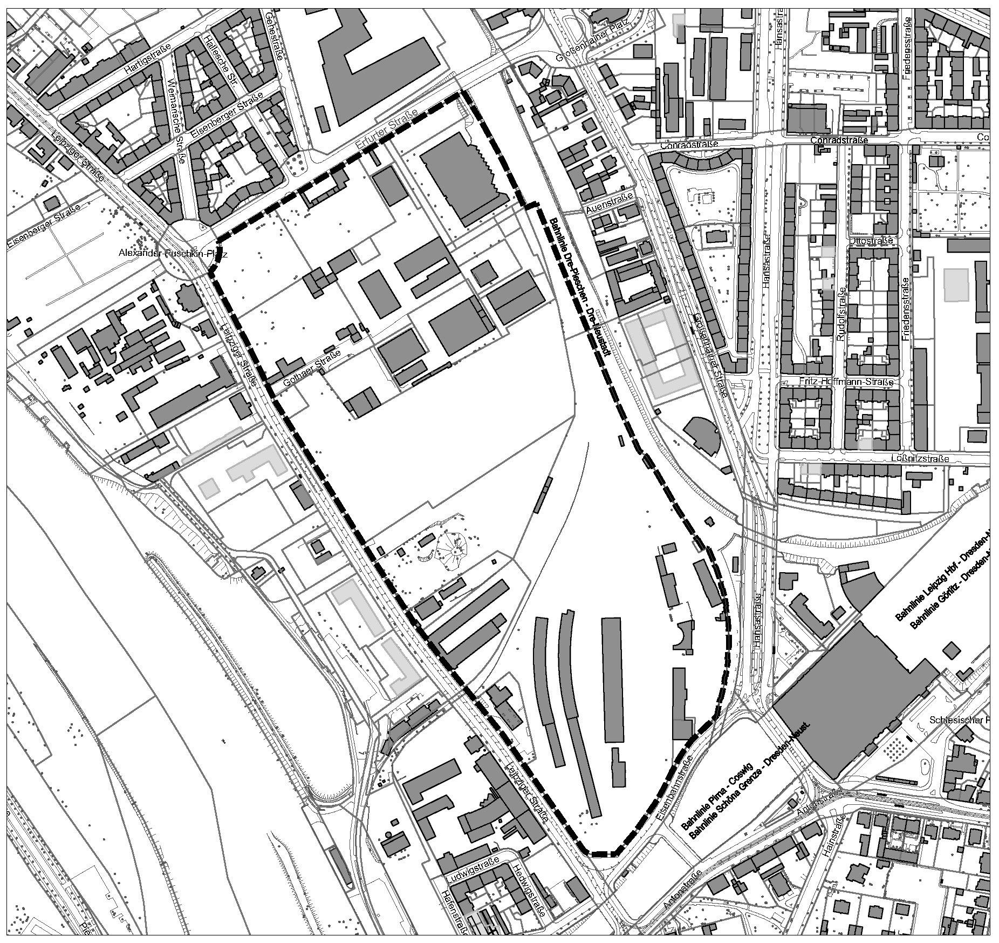 Gehestraße
Hansastra
Großenhainer Platz
Friedensstraße
Hallesche Str.
Hartigstraße
Weimarische Straße
Eisenberger Straße
Erfurter Straße
Leipziger Straße
Conradstraße
Conradstraße
Co
Auenstraße
Eisenberger Straße
Bahnlinie Dre-Pieschen - Dre-Neustadt
Hansastraße
Ottostraße
Alexander-Puschkin-Platz
Rudolfstraße
Friedensstraße
Leipziger Straße
Großenhainer Straße
Gothaer Straße
Fritz-Hoffmann-Straße
Lößnitzstraße
Bahnlinie Leipzig Hbf - Dresden-N
Bahnlinie Görlitz - Dresden-N
Hansastraße
Schlesischer P
Leipziger Straße
Eisenbahnstraße
Bahnlinie Pirna - Coswig
Bahnlinie Schöna Grenze - Dresden-Neust.
Antonstraße
Hainstraße
Ludwigstraße
Hedwigstraße
Hafenstraße
Antonstraße
Pie